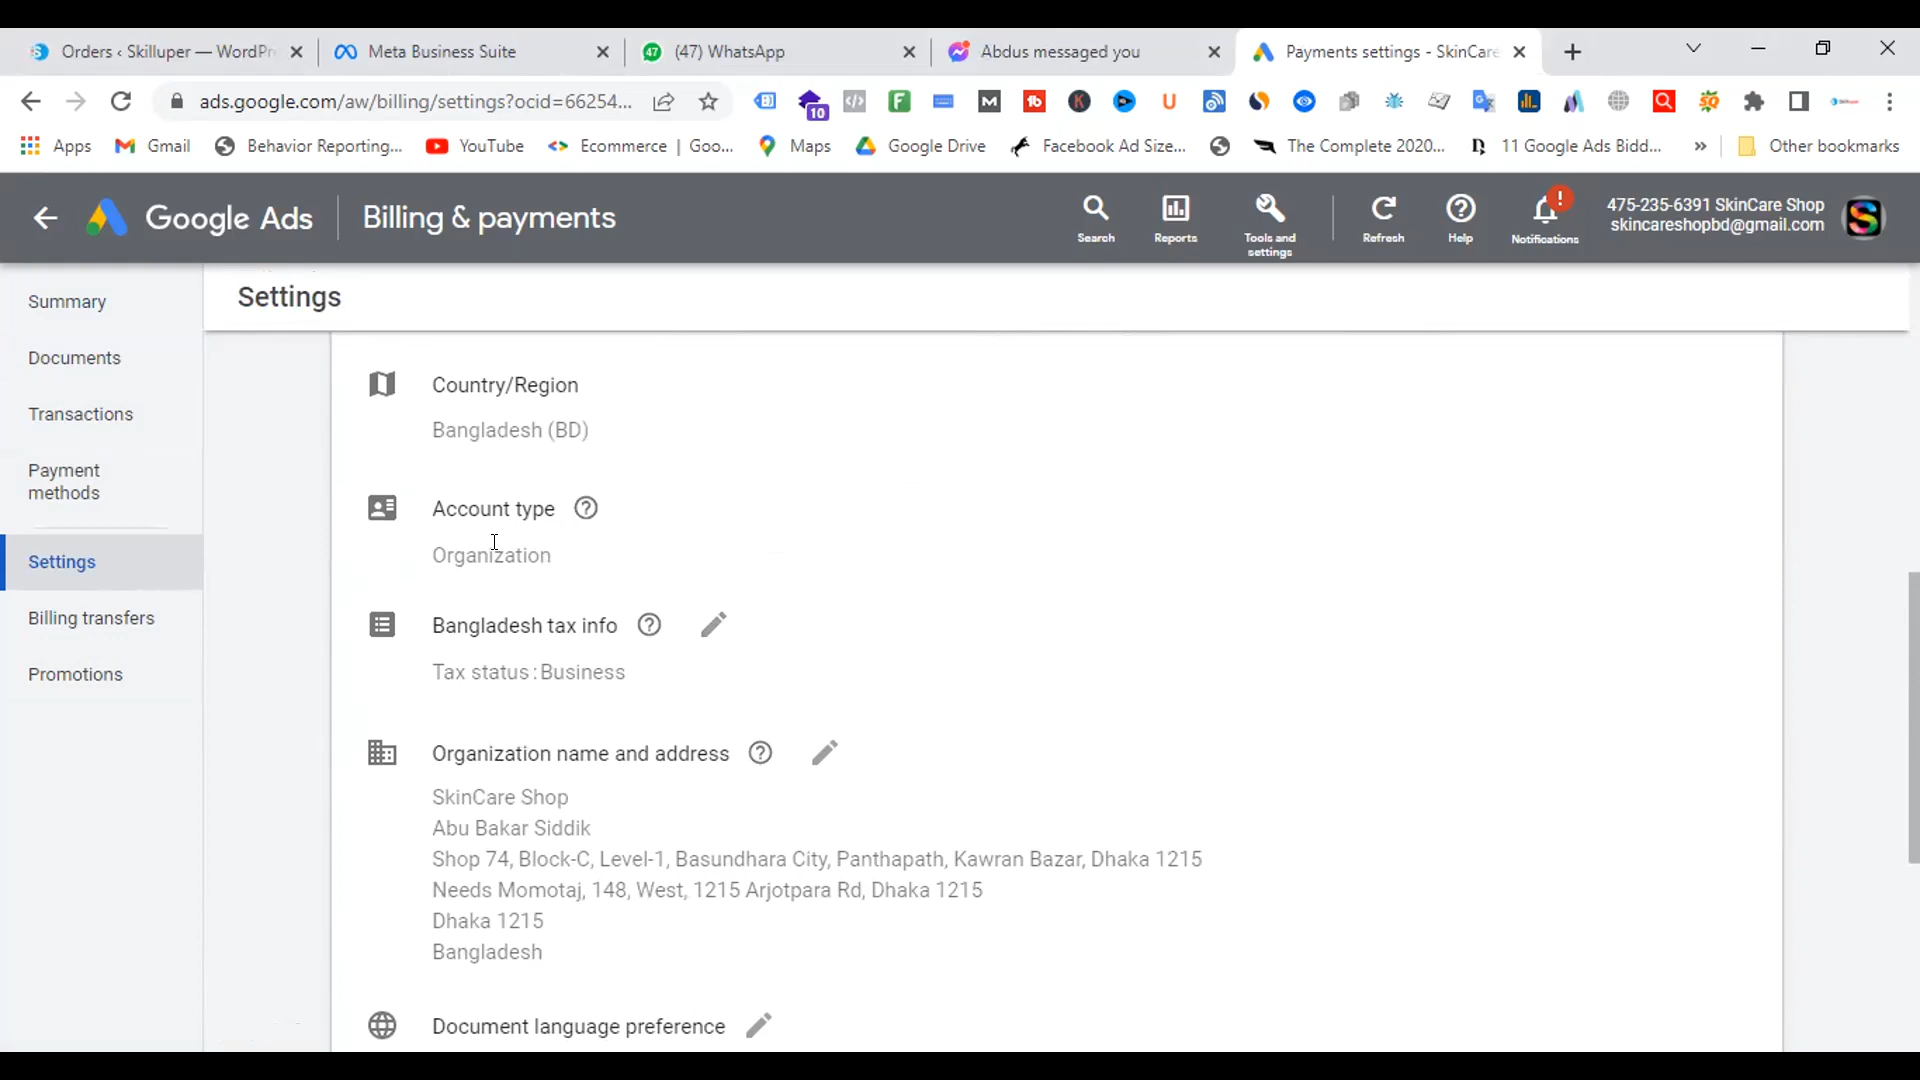 Orders ‹ Skilluper — WordPr
Meta Business Suite
47
(47) WhatsApp
Abdus messaged you
Payments settings - SkinCare
ads.google.com/aw/billing/settings?ocid=66254...
10
Apps
Gmail
Behavior Reporting...
YouTube
Ecommerce | Goo...
Maps
Google Drive
Facebook Ad Size...
The Complete 2020...
11 Google Ads Bidd...
»
Other bookmarks
Google Ads
Billing & payments
Search
Reports
Tools and
settings
Refresh
Help
Notifications
475-235-6391 SkinCare Shop
skincareshopbd@gmail.com
Summary
Documents
Transactions
Payment
methods
Settings
Billing transfers
Promotions
Settings
Country/Region
Bangladesh (BD)
Account type
Organization
Bangladesh tax info
Tax status: Business
Organization name and address
SkinCare Shop
Abu Bakar Siddik
Shop 74, Block-C, Level-1, Basundhara City, Panthapath, Kawran Bazar, Dhaka 1215
Needs Momotaj, 148, West, 1215 Arjotpara Rd, Dhaka 1215
Dhaka 1215
Bangladesh
Document language preference